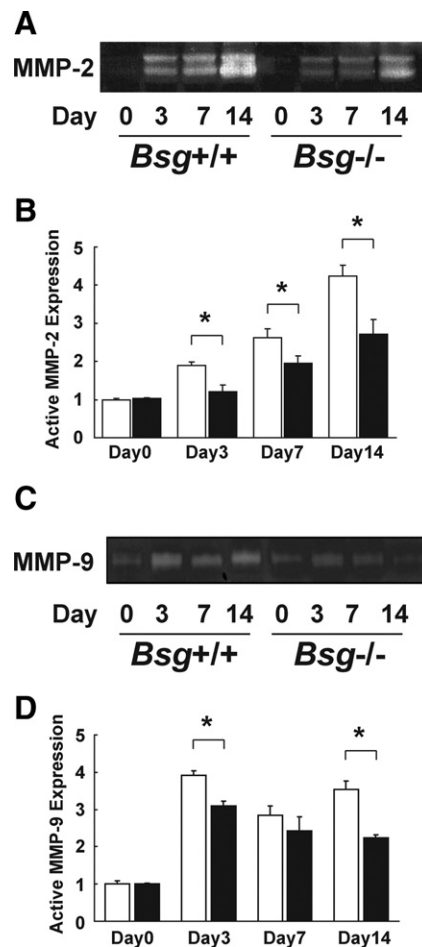 A
MMP-2
Day 0 3 7 14 0 3 7 14
Bsg+/+ Bsg-/-
B
Active MMP-2 Expression
5
4
3
2
1
0
* * *
Day0 Day3 Day7 Day14
C
MMP-9
Day 0 3 7 14 0 3 7 14
Bsg+/+ Bsg-/-
D
Active MMP-9 Expression
5
4
3
2
1
0
* *
Day0 Day3 Day7 Day14